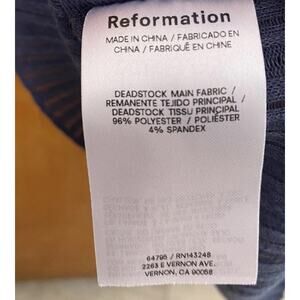 Reformation
MADE IN CHINA / FABRICADO EN
CHINA / FABRIQUÉ EN CHINE
DEADSTOCK MAIN FABRIC /
REMANENTE TEJIDO PRINCIPAL /
DEADSTOCK TISSU PRINCIPAL
96% POLYESTER / POLIÉSTER
4% SPANDEX
64795 / RN143248
2263 E VERNON AVE.
VERNON, CA 90058